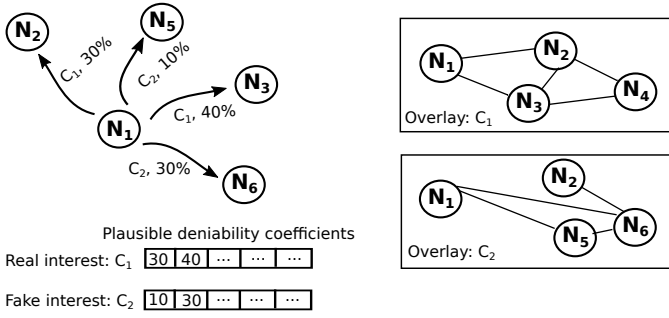 N2
N5
N3
N1
N6
C1, 30%
C2, 10%
C1, 40%
C2, 30%
Plausible deniability coefficients
Real interest: C1 30 40 ... ... ...
Fake interest: C2 10 30 ... ... ...
N1
N2
N3
N4
Overlay: C1
N1
N2
N5
N6
Overlay: C2